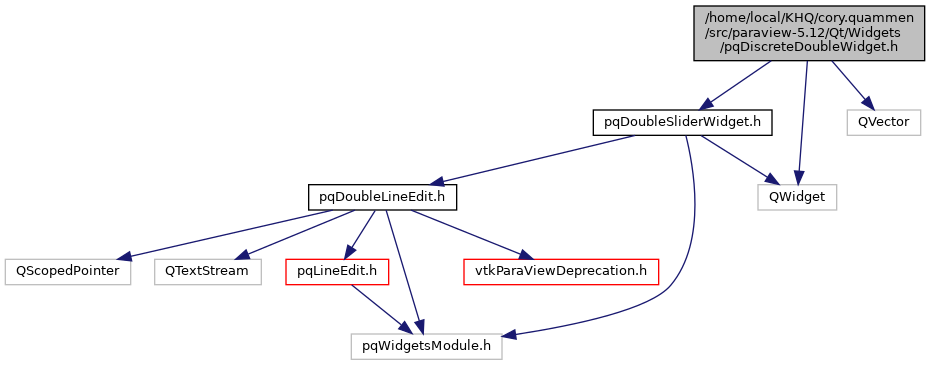 /home/local/KHQ/cory.quammen
/src/paraview-5.12/Qt/Widgets
/pqDiscreteDoubleWidget.h
pqDoubleSliderWidget.h
QVector
pqDoubleLineEdit.h
QWidget
QScopedPointer
QTextStream
pqLineEdit.h
vtkParaViewDeprecation.h
pqWidgetsModule.h